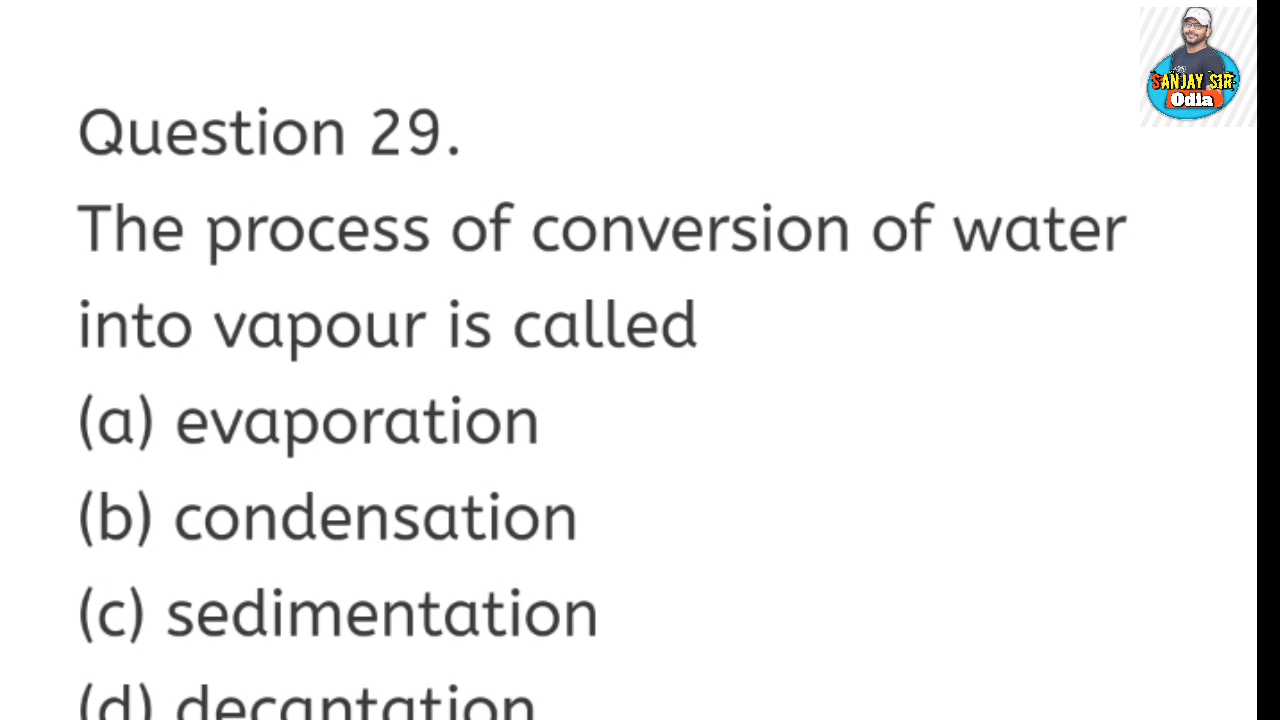 SANJAY SIR
Odia
Question 29.
The process of conversion of water
into vapour is called
(a) evaporation
(b) condensation
(c) sedimentation
(d) decantation